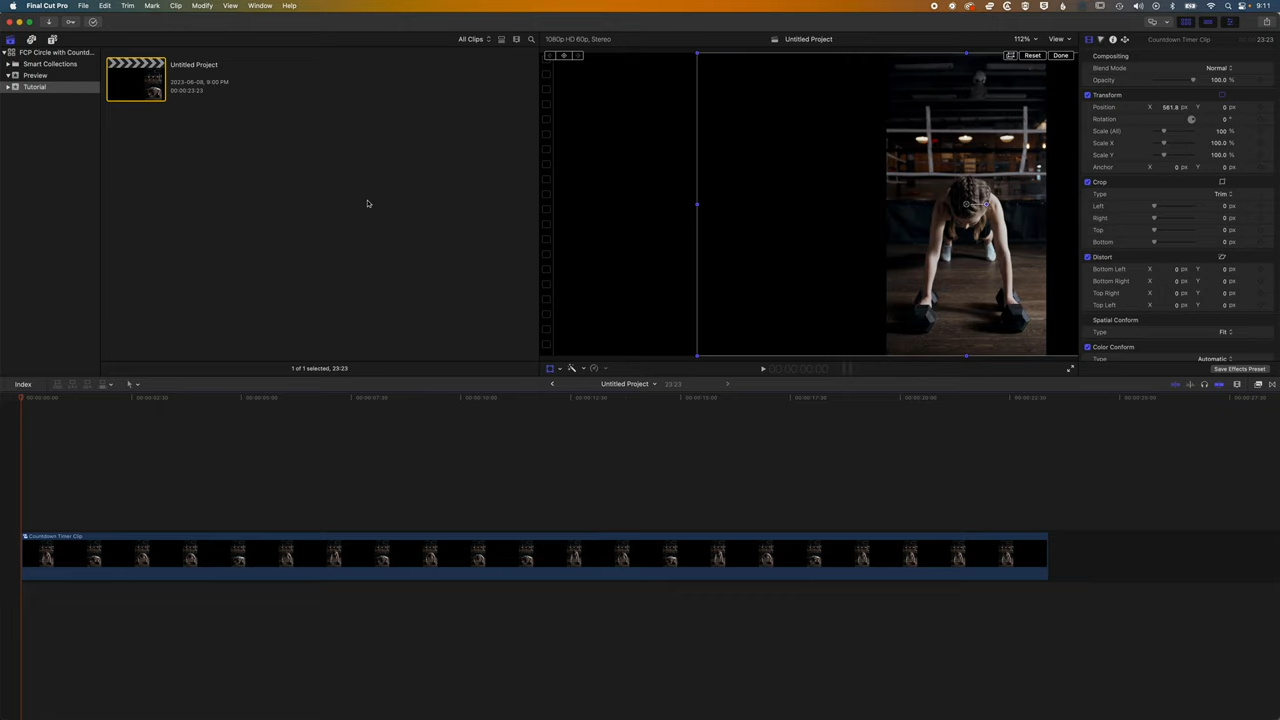 Final Cut Pro File Edit Trim Mark Clip Modify View Window Help 9:11
All Clips 1080p HD 60p, Stereo Untitled Project 112% View Countdown Timer Clip 23:23
FCP Circle with Countd...
Smart Collections
Preview
Tutorial
Untitled Project
2023-06-08, 9:00 PM
00:00:23:23
1 of 1 selected, 23:23
Reset Done
Compositing
Blend Mode Normal
Opacity 100.0 %
Transform
Position X 561.8 px Y 0 px
Rotation 0 °
Scale (All) 100 %
Scale X 100.0 %
Scale Y 100.0 %
Anchor X 0 px Y 0 px
Crop
Type Trim
Left 0 px
Right 0 px
Top 0 px
Bottom 0 px
Distort
Bottom Left X 0 px Y 0 px
Bottom Right X 0 px Y 0 px
Top Right X 0 px Y 0 px
Top Left X 0 px Y 0 px
Spatial Conform
Type Fit
Color Conform
Type Automatic
Save Effects Preset
Index Untitled Project 23:23
00:00:00:00 00:00:02:30 00:00:05:00 00:00:07:30 00:00:10:00 00:00:12:30 00:00:15:00 00:00:17:30 00:00:20:00 00:00:22:30 00:00:25:00 00:00:27:30
Countdown Timer Clip